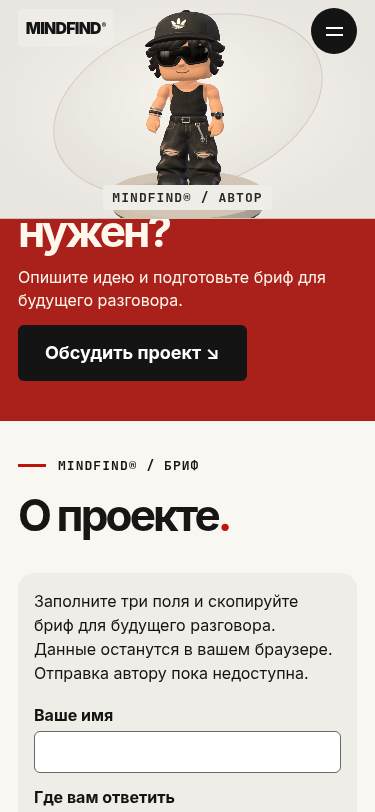 MINDFIND®
MINDFIND® / АВТОР
нужен?
Опишите идею и подготовьте бриф для
будущего разговора.
Обсудить проект ↘
MINDFIND® / БРИФ
О проекте.
Заполните три поля и скопируйте
бриф для будущего разговора.
Данные останутся в вашем браузере.
Отправка автору пока недоступна.
Ваше имя
Где вам ответить